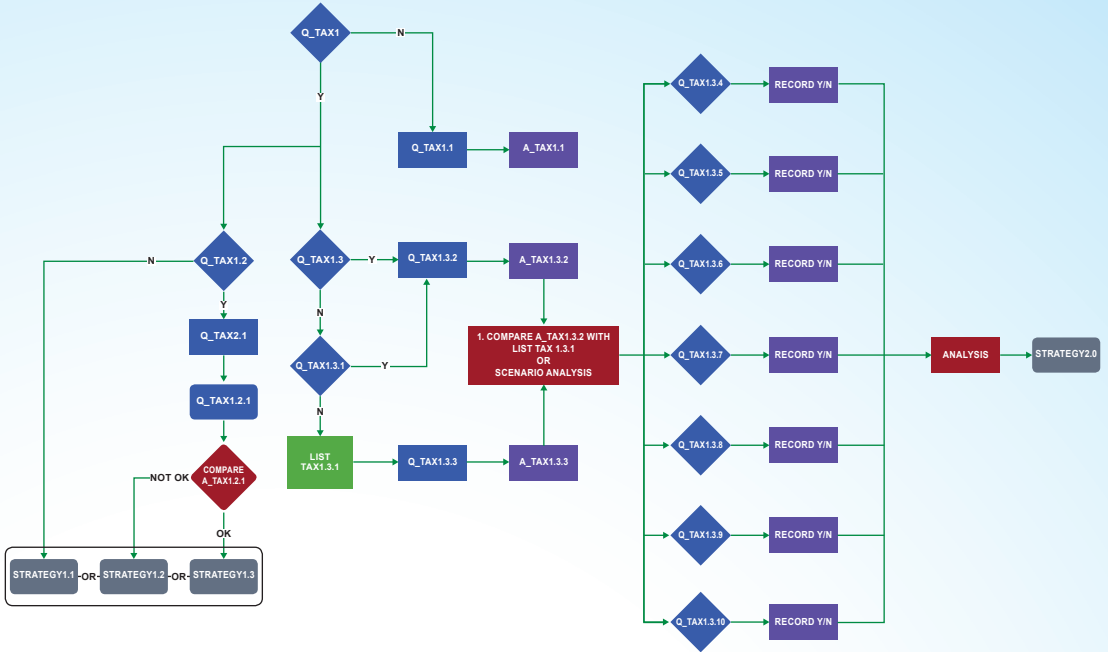 Q_TAX1
N
Y
Q_TAX1.1
A_TAX1.1
Q_TAX1.2
N
Y
Q_TAX2.1
Q_TAX1.2.1
COMPARE
A_TAX1.2.1
NOT OK
OK
STRATEGY1.1
OR
STRATEGY1.2
OR
STRATEGY1.3
Q_TAX1.3
Y
N
Q_TAX1.3.1
Y
N
LIST
TAX1.3.1
Q_TAX1.3.2
A_TAX1.3.2
Q_TAX1.3.3
A_TAX1.3.3
1. COMPARE A_TAX1.3.2 WITH
LIST TAX 1.3.1
OR
SCENARIO ANALYSIS
Q_TAX1.3.4
RECORD Y/N
Q_TAX1.3.5
RECORD Y/N
Q_TAX1.3.6
RECORD Y/N
Q_TAX1.3.7
RECORD Y/N
Q_TAX1.3.8
RECORD Y/N
Q_TAX1.3.9
RECORD Y/N
Q_TAX1.3.10
RECORD Y/N
ANALYSIS
STRATEGY2.0